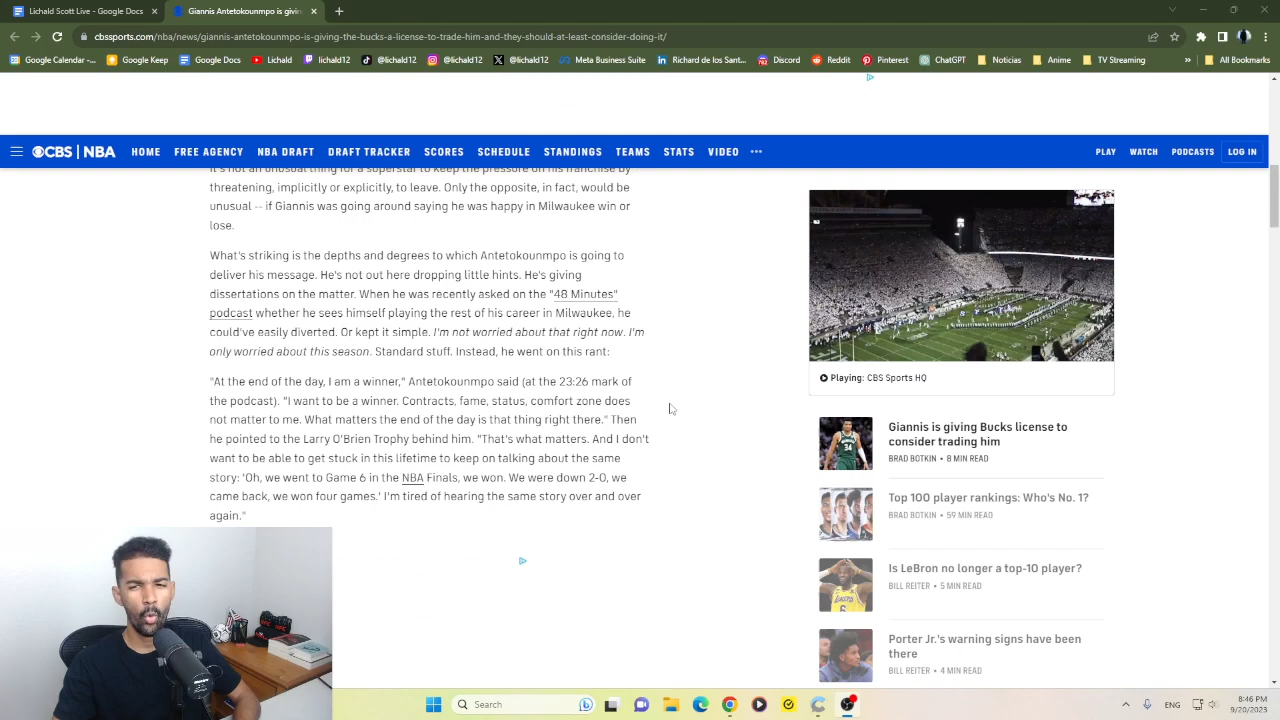 Lichald Scott Live - Google Docs
Giannis Antetokounmpo is givin
cbssports.com/nba/news/giannis-antetokounmpo-is-giving-the-bucks-a-license-to-trade-him-and-they-should-at-least-consider-doing-it/
Google Calendar -... Google Keep Google Docs Lichald lichald12 @lichald12 @lichald12 @lichald12 Meta Business Suite Richard de los Sant... Discord Reddit Pinterest ChatGPT Noticias Anime TV Streaming » All Bookmarks
CBS | NBA HOME FREE AGENCY NBA DRAFT DRAFT TRACKER SCORES SCHEDULE STANDINGS TEAMS STATS VIDEO ••• PLAY WATCH PODCASTS LOG IN
It's not an unusual thing for a superstar to keep the pressure on his franchise by
threatening, implicitly or explicitly, to leave. Only the opposite, in fact, would be
unusual -- if Giannis was going around saying he was happy in Milwaukee win or
lose.
What's striking is the depths and degrees to which Antetokounmpo is going to
deliver his message. He's not out here dropping little hints. He's giving
dissertations on the matter. When he was recently asked on the "48 Minutes"
podcast whether he sees himself playing the rest of his career in Milwaukee, he
could've easily diverted. Or kept it simple. I'm not worried about that right now. I'm
only worried about this season. Standard stuff. Instead, he went on this rant:
"At the end of the day, I am a winner," Antetokounmpo said (at the 23:26 mark of
the podcast). "I want to be a winner. Contracts, fame, status, comfort zone does
not matter to me. What matters the end of the day is that thing right there." Then
he pointed to the Larry O'Brien Trophy behind him. "That's what matters. And I don't
want to be able to get stuck in this lifetime to keep on talking about the same
story: 'Oh, we went to Game 6 in the NBA Finals, we won. We were down 2-0, we
came back, we won four games.' I'm tired of hearing the same story over and over
again."
Playing: CBS Sports HQ
Giannis is giving Bucks license to
consider trading him
BRAD BOTKIN • 8 MIN READ
Top 100 player rankings: Who's No. 1?
BRAD BOTKIN • 59 MIN READ
Is LeBron no longer a top-10 player?
BILL REITER • 5 MIN READ
Porter Jr.'s warning signs have been
there
BILL REITER • 4 MIN READ
Search
ENG
8:46 PM
9/20/2023